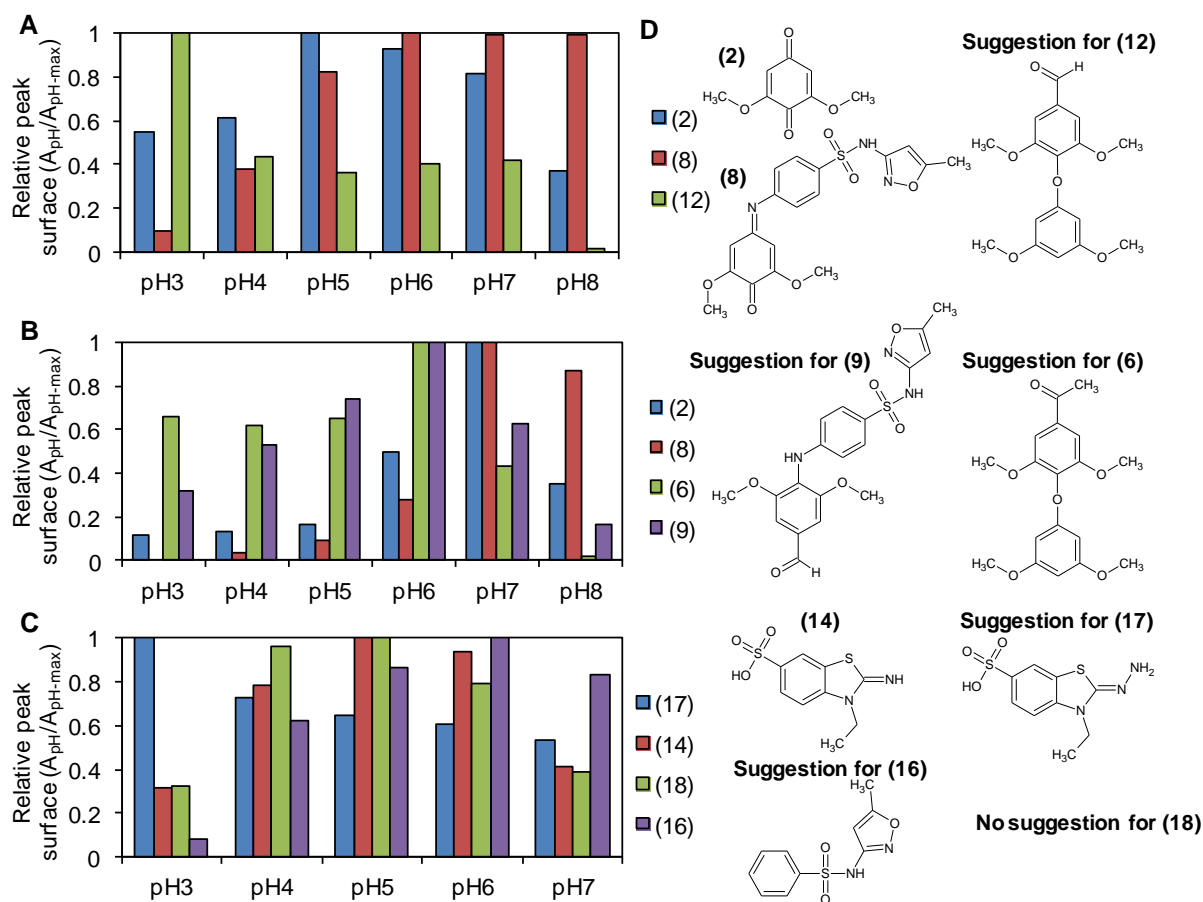 A
Relative peak
surface (ApH/ApH-max)
1
0.8
0.6
0.4
0.2
0
pH3 pH4 pH5 pH6 pH7 pH8
(2)
(8)
(12)
B
Relative peak
surface (ApH/ApH-max)
1
0.8
0.6
0.4
0.2
0
pH3 pH4 pH5 pH6 pH7 pH8
(2)
(8)
(6)
(9)
C
Relative peak
surface (ApH/ApH-max)
1
0.8
0.6
0.4
0.2
0
pH3 pH4 pH5 pH6 pH7
(17)
(14)
(18)
(16)
D
(2)
O
H3C O O CH3
O
Suggestion for (12)
O H
H3C O O CH3
O
H3C O O CH3
(8)
O NH
S
O N O CH3
N
O O CH3
H3C O
Suggestion for (9)
CH3
O
N
O NH
S
O
HN
H3C O O CH3
O H
Suggestion for (6)
O CH3
H3C O O CH3
O
H3C O O CH3
(14)
O O
S
HO
S
NH
N
H3C
Suggestion for (17)
O O
S
HO
S NH2
N
N
CH3
Suggestion for (16)
H3C
O
N
O
S NH
O
No suggestion for (18)